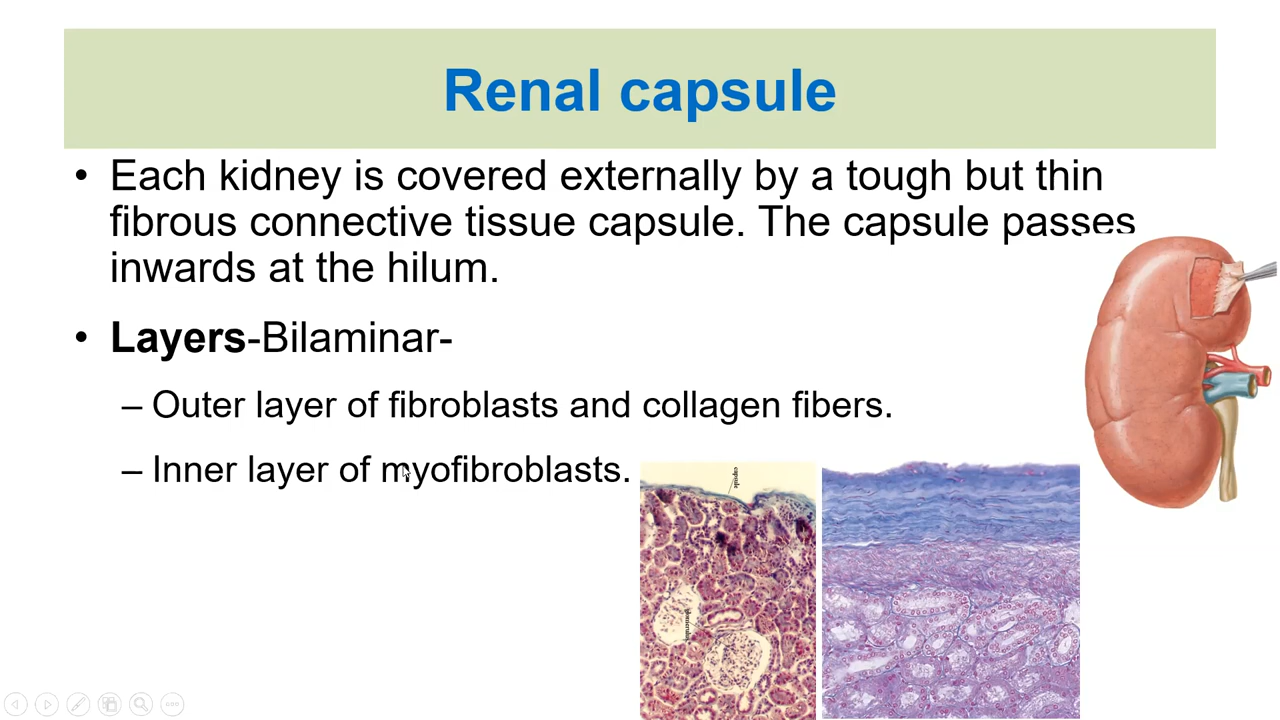 Renal capsule
• Each kidney is covered externally by a tough but thin
fibrous connective tissue capsule. The capsule passes
inwards at the hilum.
• Layers-Bilaminar-
– Outer layer of fibroblasts and collagen fibers.
– Inner layer of myofibroblasts.
capsule